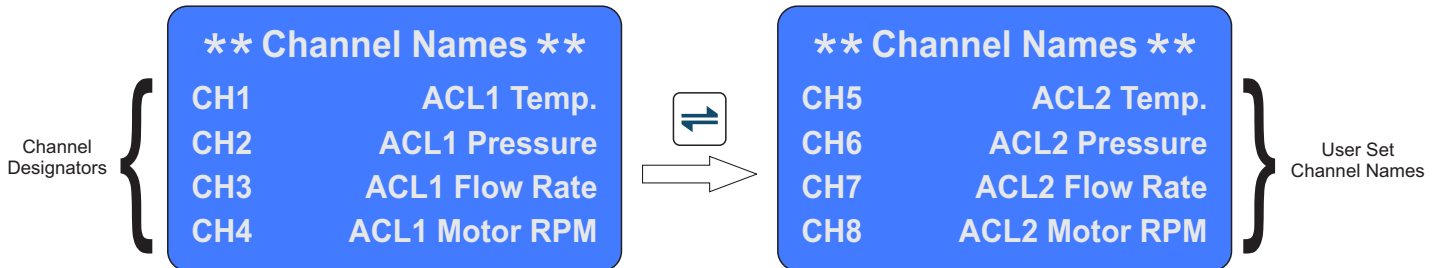 Channel
Designators
** Channel Names **
CH1 ACL1 Temp.
CH2 ACL1 Pressure
CH3 ACL1 Flow Rate
CH4 ACL1 Motor RPM
** Channel Names **
CH5 ACL2 Temp.
CH6 ACL2 Pressure
CH7 ACL2 Flow Rate
CH8 ACL2 Motor RPM
User Set
Channel Names